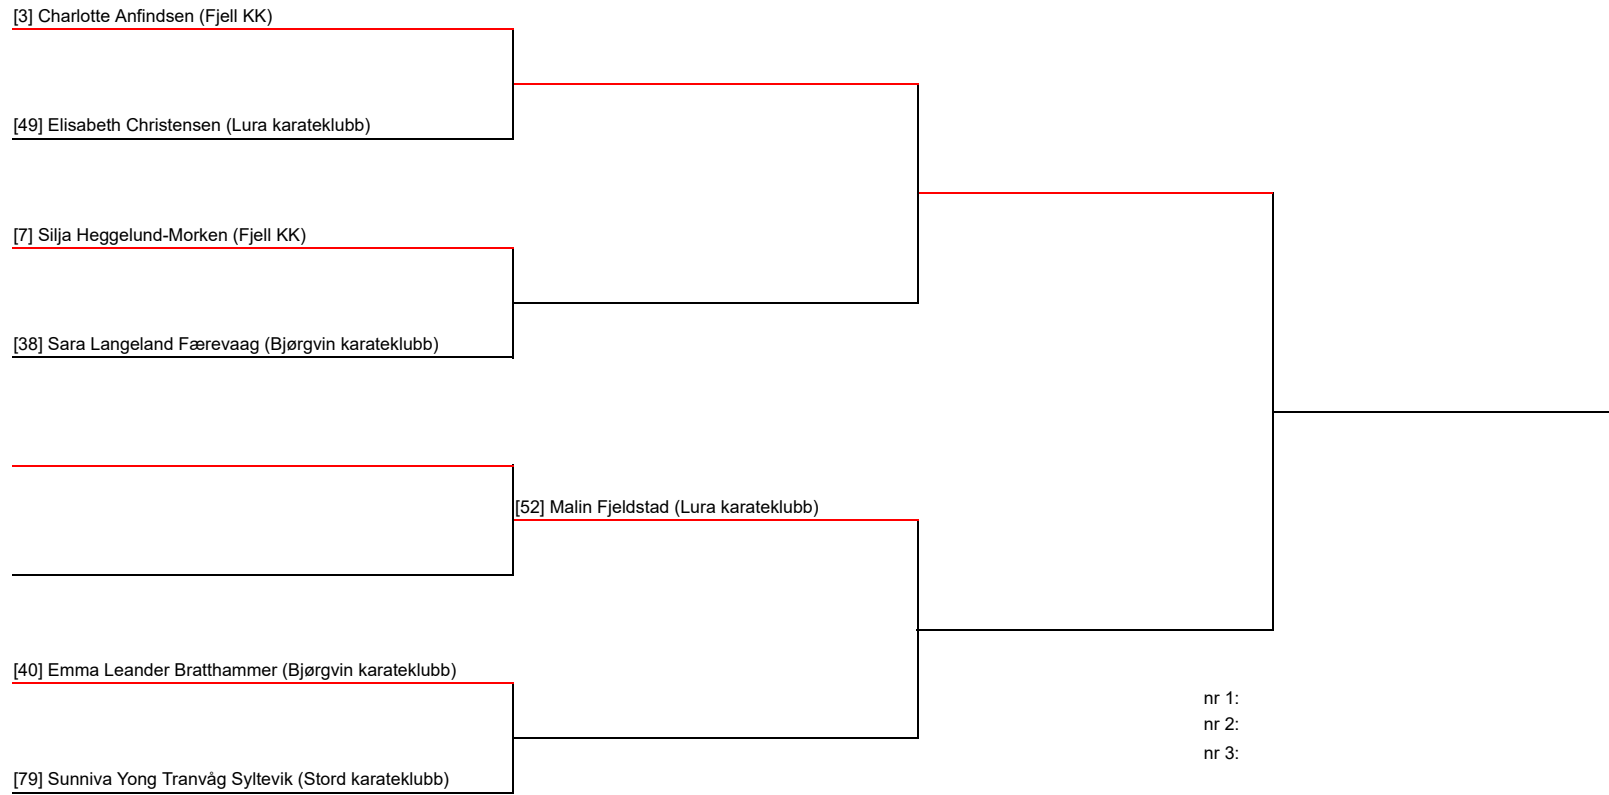 [3] Charlotte Anfindsen (Fjell KK)
[49] Elisabeth Christensen (Lura karateklubb)
[7] Silja Heggelund-Morken (Fjell KK)
[38] Sara Langeland Færevaag (Bjørgvin karateklubb)
[52] Malin Fjeldstad (Lura karateklubb)
[40] Emma Leander Bratthammer (Bjørgvin karateklubb)
nr 1:
nr 2:
nr 3:
[79] Sunniva Yong Tranvåg Syltevik (Stord karateklubb)